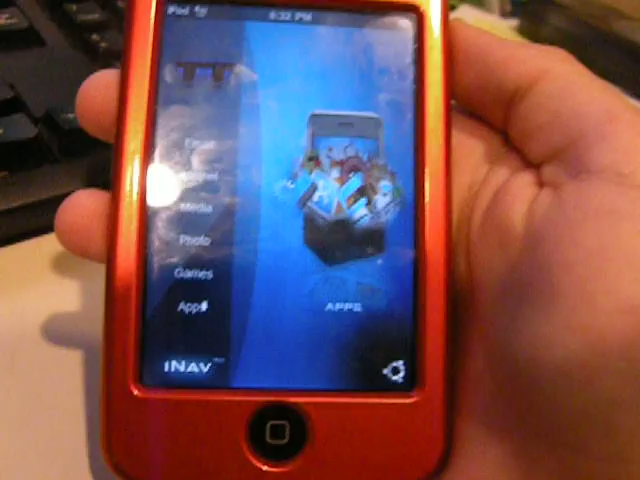 iPod 8:32 PM
Media
Photo
Games
Apps
APPS
iNAV